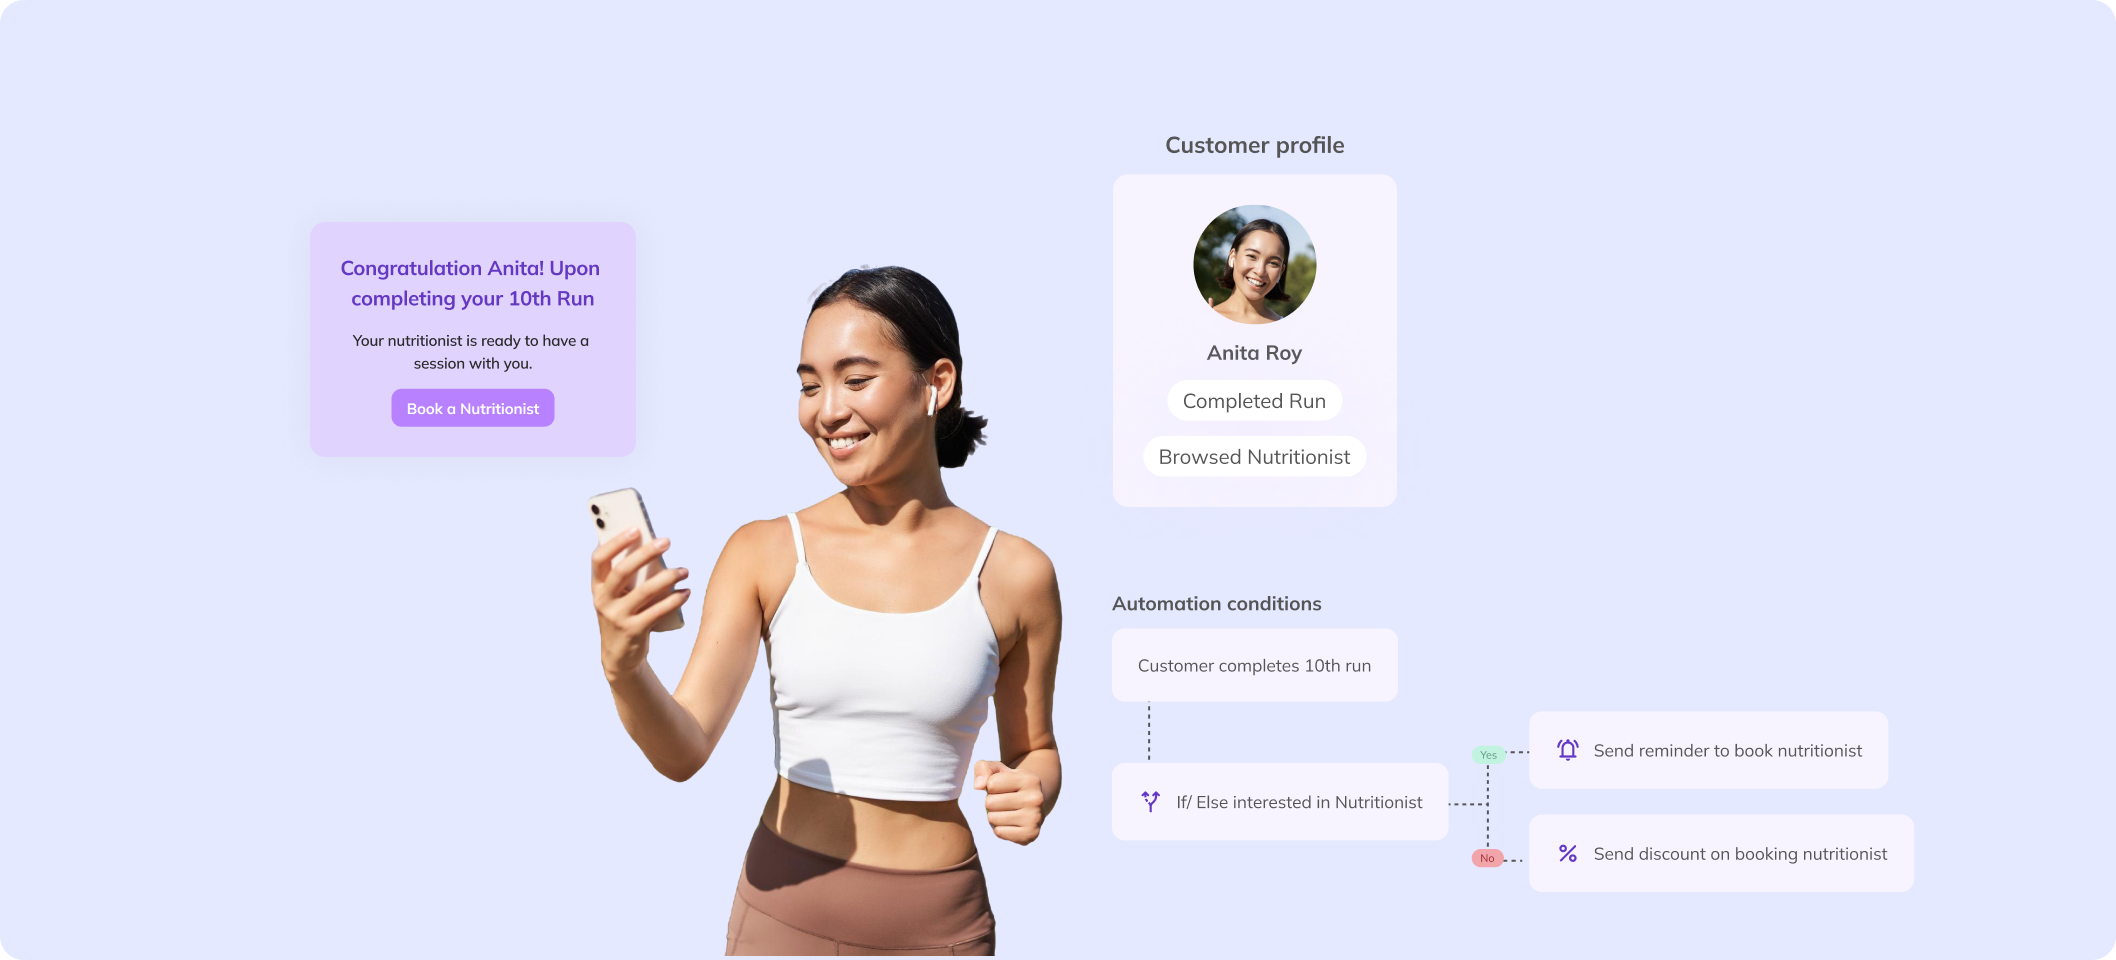 Congratulation Anita! Upon
completing your 10th Run
Your nutritionist is ready to have a
session with you.
Book a Nutritionist
Customer profile
Anita Roy
Completed Run
Browsed Nutritionist
Automation conditions
Customer completes 10th run
If/ Else interested in Nutritionist
Yes
Send reminder to book nutritionist
No
Send discount on booking nutritionist